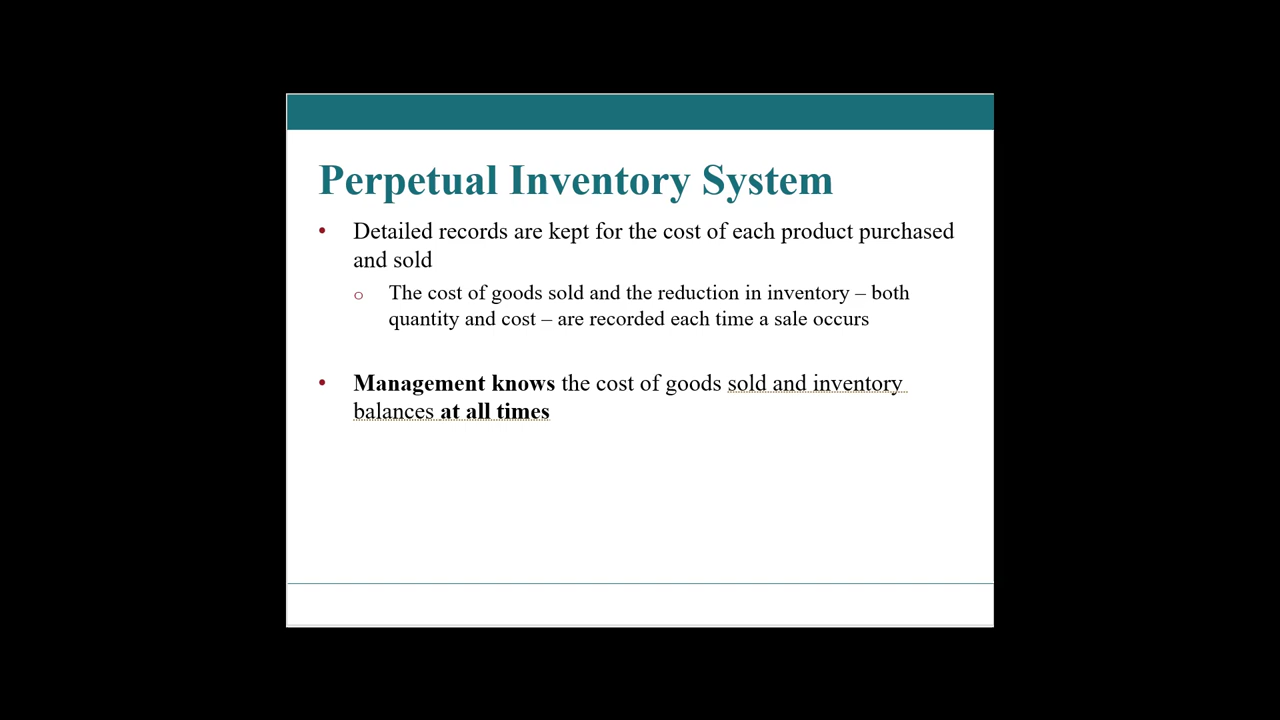 Perpetual Inventory System
• Detailed records are kept for the cost of each product purchased
and sold
o The cost of goods sold and the reduction in inventory – both
quantity and cost – are recorded each time a sale occurs
• Management knows the cost of goods sold and inventory
balances at all times